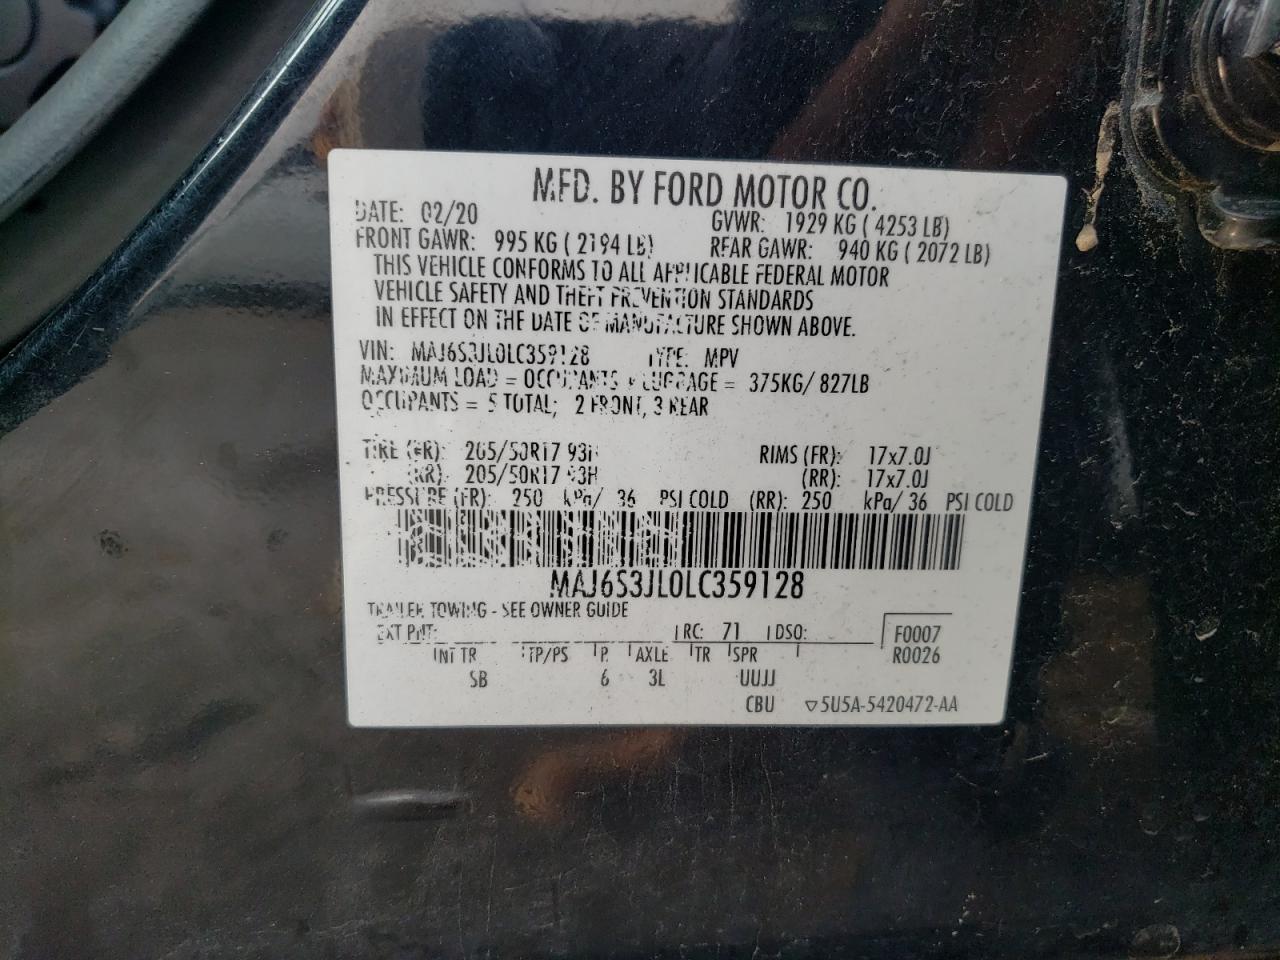 MFD. BY FORD MOTOR CO.
DATE: 02/20 GVWR: 1929 KG ( 4253 LB)
FRONT GAWR: 995 KG ( 2194 LB) REAR GAWR: 940 KG ( 2072 LB)
THIS VEHICLE CONFORMS TO ALL APPLICABLE FEDERAL MOTOR
VEHICLE SAFETY AND THEFT PREVENTION STANDARDS
IN EFFECT ON THE DATE OF MANUFACTURE SHOWN ABOVE.
VIN: MAJ6S3JL0LC359128 TYPE: MPV
MAXIMUM LOAD = OCCUPANTS + LUGGAGE = 375KG/ 827LB
OCCUPANTS = 5 TOTAL; 2 FRONT, 3 REAR
TIRE (FR): 205/50R17 93H RIMS (FR): 17x7.0J
(RR): 205/50R17 93H (RR): 17x7.0J
PRESSURE (FR): 250 kPa/ 36 PSI COLD (RR): 250 kPa/ 36 PSI COLD
MAJ6S3JL0LC359128
TRAILER TOWING - SEE OWNER GUIDE
EXT PNT: RC: 71 DSO: F0007
INT TR TP/PS R AXLE TR SPR R0026
SB 6 3L UUJJ
CBU ▽5U5A-5420472-AA